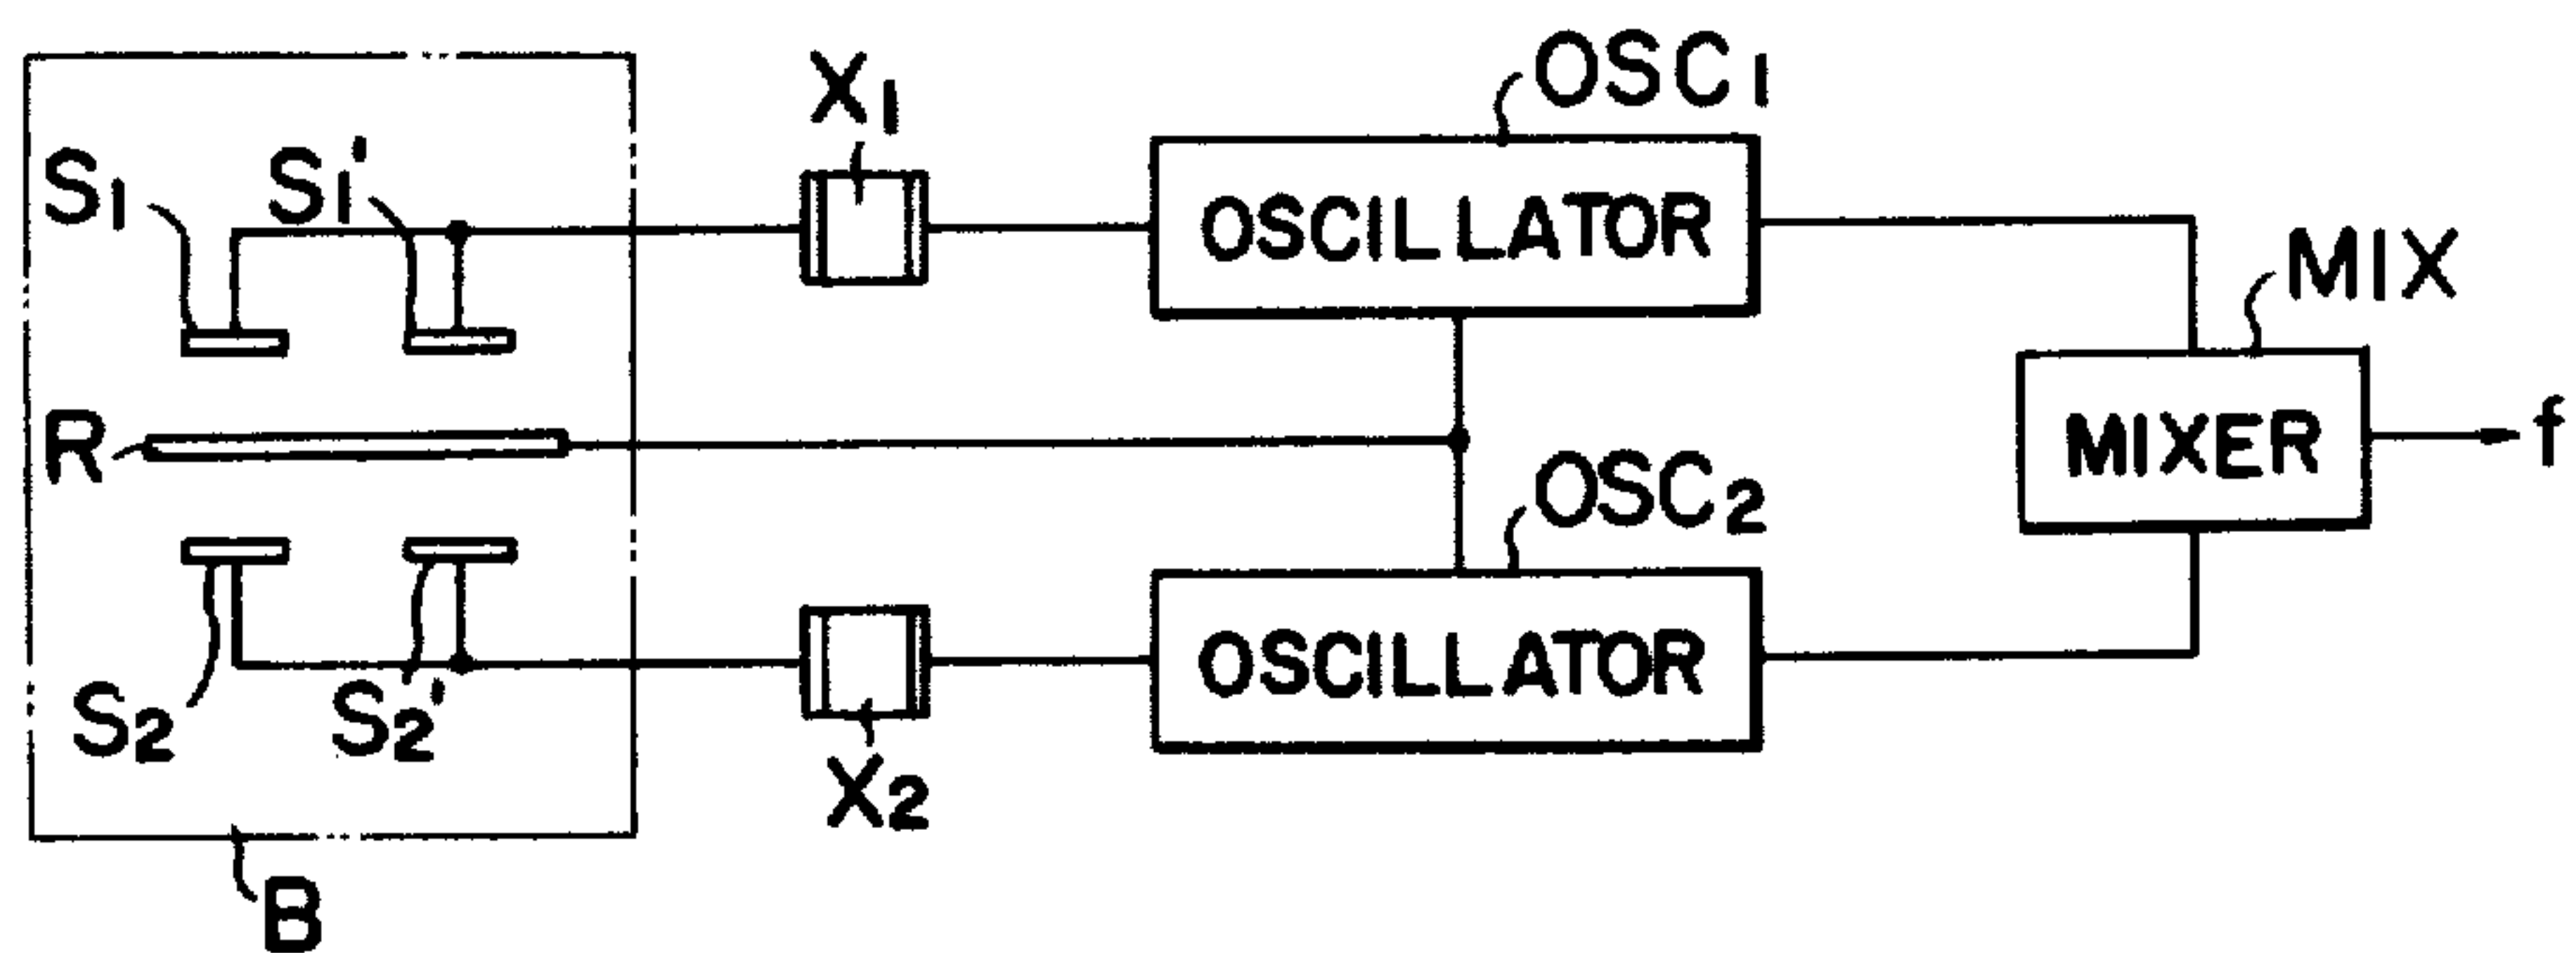 OSC1
X1
S1
S1'
OSCILLATOR
MIX
R
MIXER
f
OSC2
OSCILLATOR
S2
S2'
X2
B